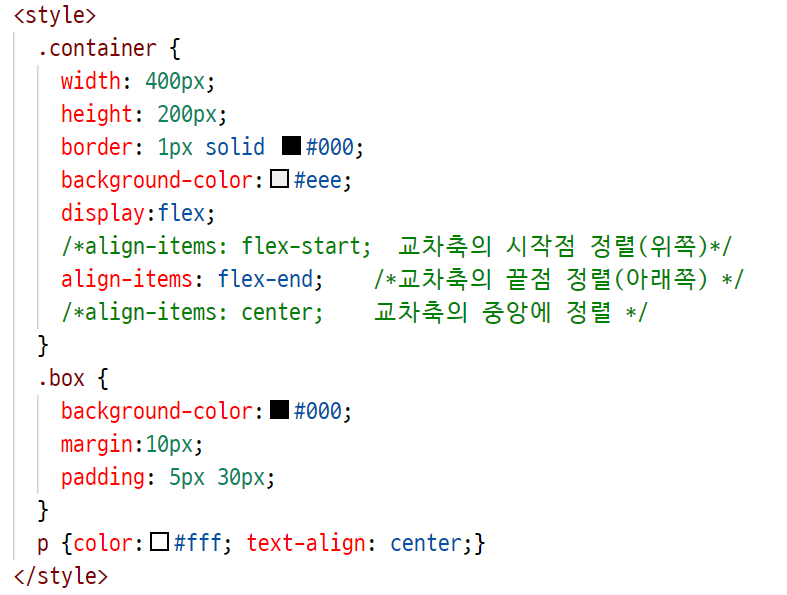 <style>
.container {
width: 400px;
height: 200px;
border: 1px solid #000;
background-color: #eee;
display:flex;
/*align-items: flex-start;  교차축의 시작점 정렬(위쪽)*/
align-items: flex-end;    /*교차축의 끝점 정렬(아래쪽) */
/*align-items: center;    교차축의 중앙에 정렬 */
}
.box {
background-color: #000;
margin:10px;
padding: 5px 30px;
}
p {color: #fff; text-align: center;}
</style>